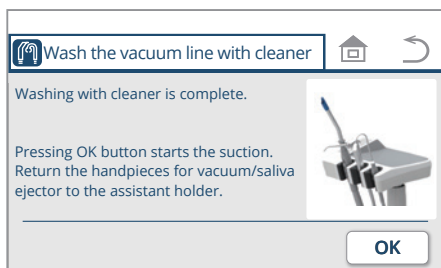 Wash the vacuum line with cleaner
Washing with cleaner is complete.
Pressing OK button starts the suction.
Return the handpieces for vacuum/saliva
ejector to the assistant holder.
OK